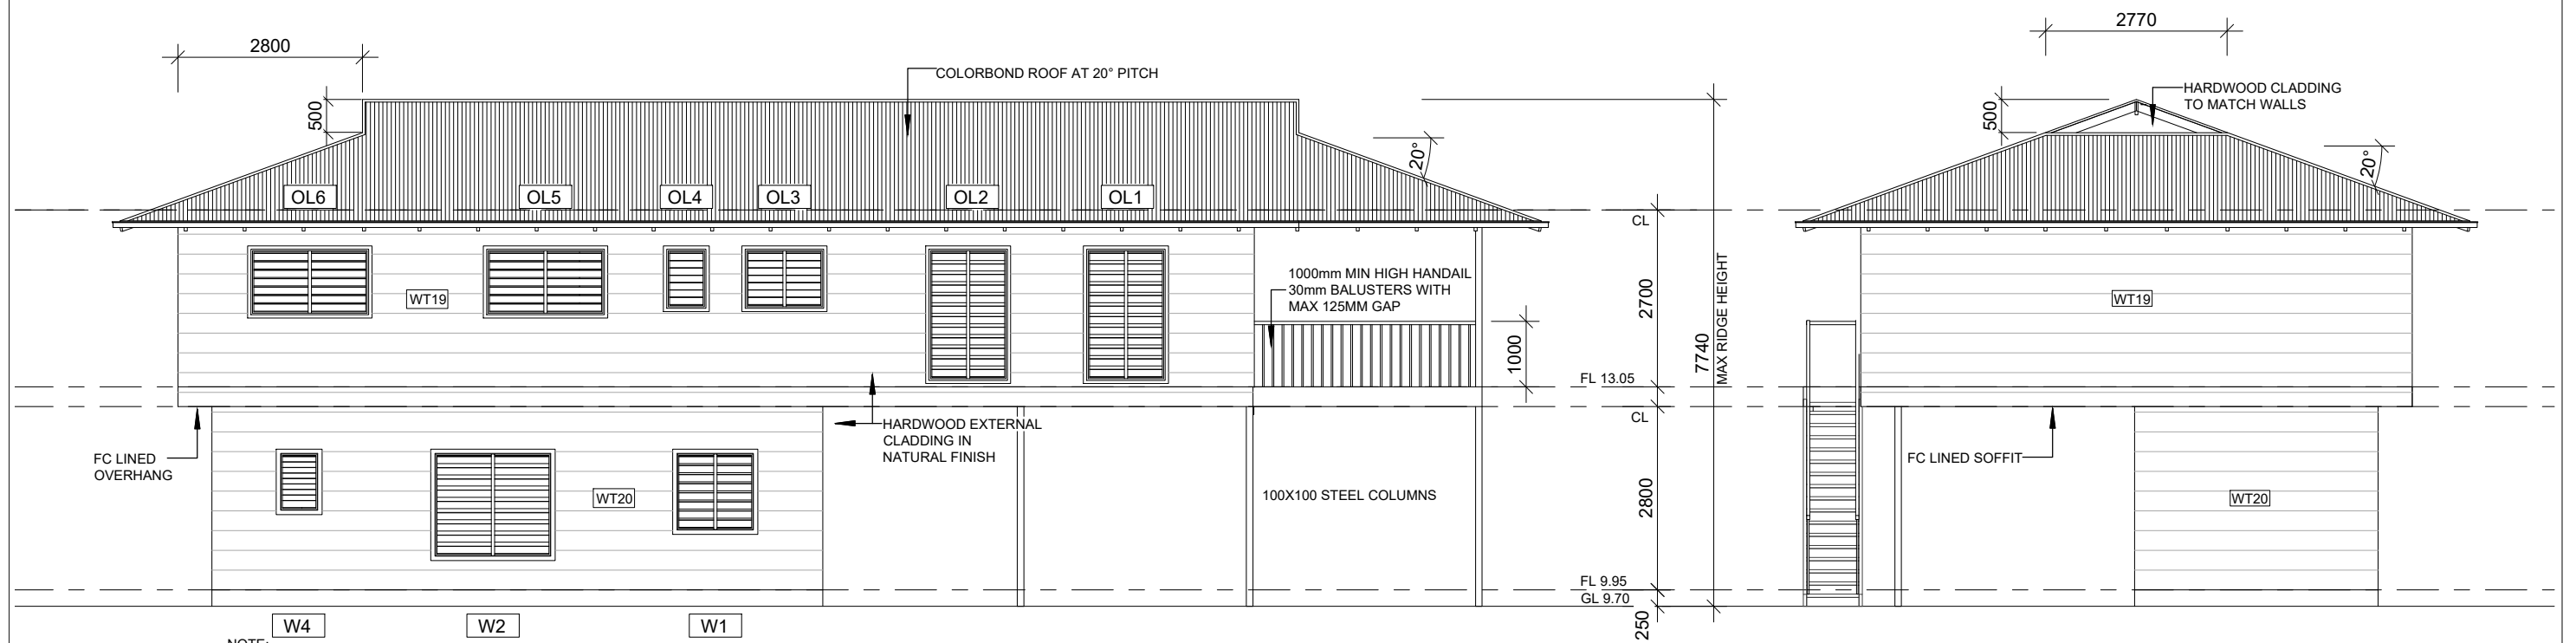 2800
500
COLORBOND ROOF AT 20° PITCH
20°
OL6
OL5
OL4
OL3
OL2
OL1
WT19
1000mm MIN HIGH HANDAIL
30mm BALUSTERS WITH
MAX 125MM GAP
1000
HARDWOOD EXTERNAL
CLADDING IN
NATURAL FINISH
FC LINED
OVERHANG
WT20
100X100 STEEL COLUMNS
W4
W2
W1
NOTE:
CL
2700
FL 13.05
CL
2800
FL 9.95
GL 9.70
250
7740
MAX RIDGE HEIGHT
2770
500
HARDWOOD CLADDING
TO MATCH WALLS
20°
WT19
FC LINED SOFFIT
WT20